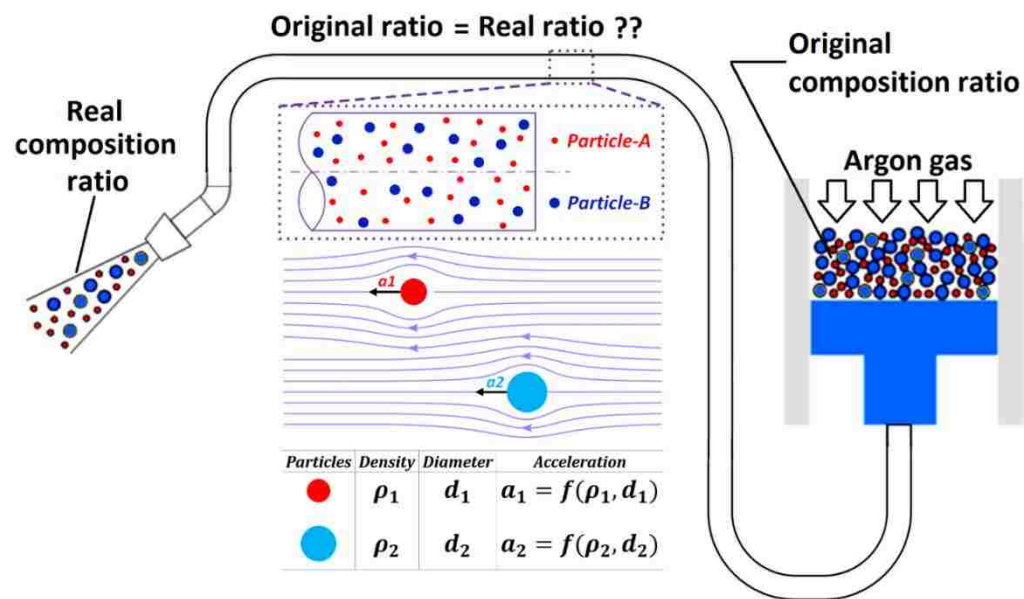 Original ratio = Real ratio ??
Original
composition ratio
Real
composition
ratio
Argon gas
Particle-A
Particle-B
a1
a2
Particles Density Diameter Acceleration
ρ₁ d₁ a₁ = f(ρ₁, d₁)
ρ₂ d₂ a₂ = f(ρ₂, d₂)